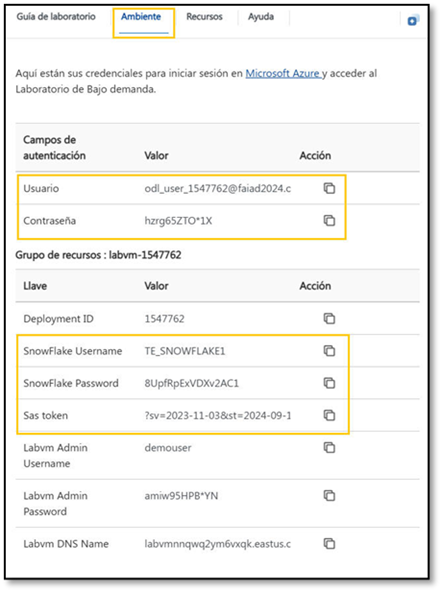 Guía de laboratorio Ambiente Recursos Ayuda
Aquí están sus credenciales para iniciar sesión en Microsoft Azure y acceder al
Laboratorio de Bajo demanda.
Campos de
autenticación Valor Acción
Usuario odl_user_1547762@faiad2024.c
Contraseña hzrg65ZTO*1X
Grupo de recursos : labvm-1547762
Llave Valor Acción
Deployment ID 1547762
SnowFlake Username TE_SNOWFLAKE1
SnowFlake Password 8UpfRpExVDXv2AC1
Sas token ?sv=2023-11-03&st=2024-09-1
Labvm Admin
Username demouser
Labvm Admin
Password amiw95HPB*YN
Labvm DNS Name labvmnnqwq2ym6vxqk.eastus.c